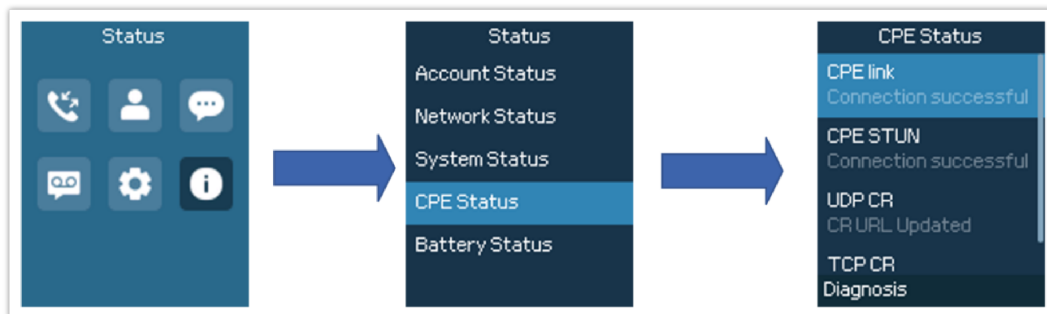 Status
Status
Account Status
Network Status
System Status
CPE Status
Battery Status
CPE Status
CPE link
Connection successful
CPE STUN
Connection successful
UDP CR
CR URL Updated
TCP CR
Diagnosis